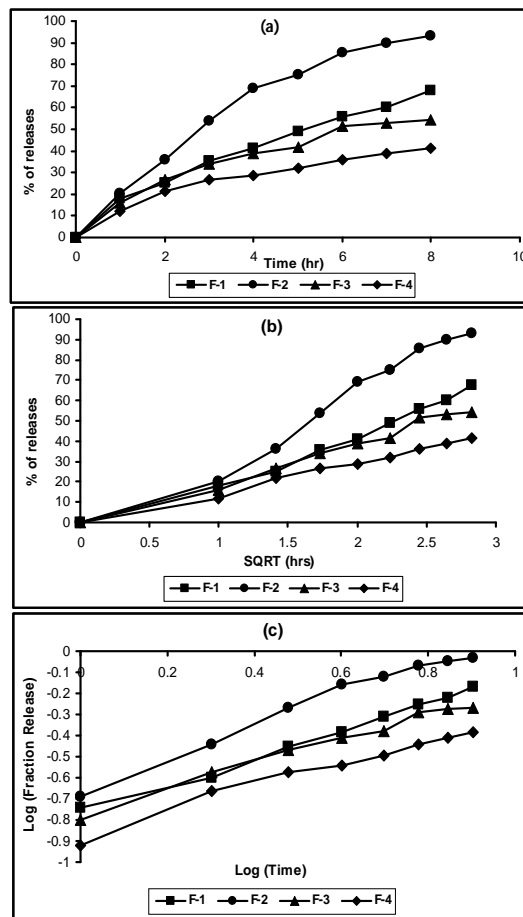 (a)
% of releases
100
90
80
70
60
50
40
30
20
10
0
0 2 4 6 8 10
Time (hr)
F-1 F-2 F-3 F-4
(b)
% of releases
100
90
80
70
60
50
40
30
20
10
0
0 0.5 1 1.5 2 2.5 3
SQRT (hrs)
F-1 F-2 F-3 F-4
(c)
Log (Fraction Release)
0 0.2 0.4 0.6 0.8 1
0
-0.1
-0.2
-0.3
-0.4
-0.5
-0.6
-0.7
-0.8
-0.9
-1
Log (Time)
F-1 F-2 F-3 F-4